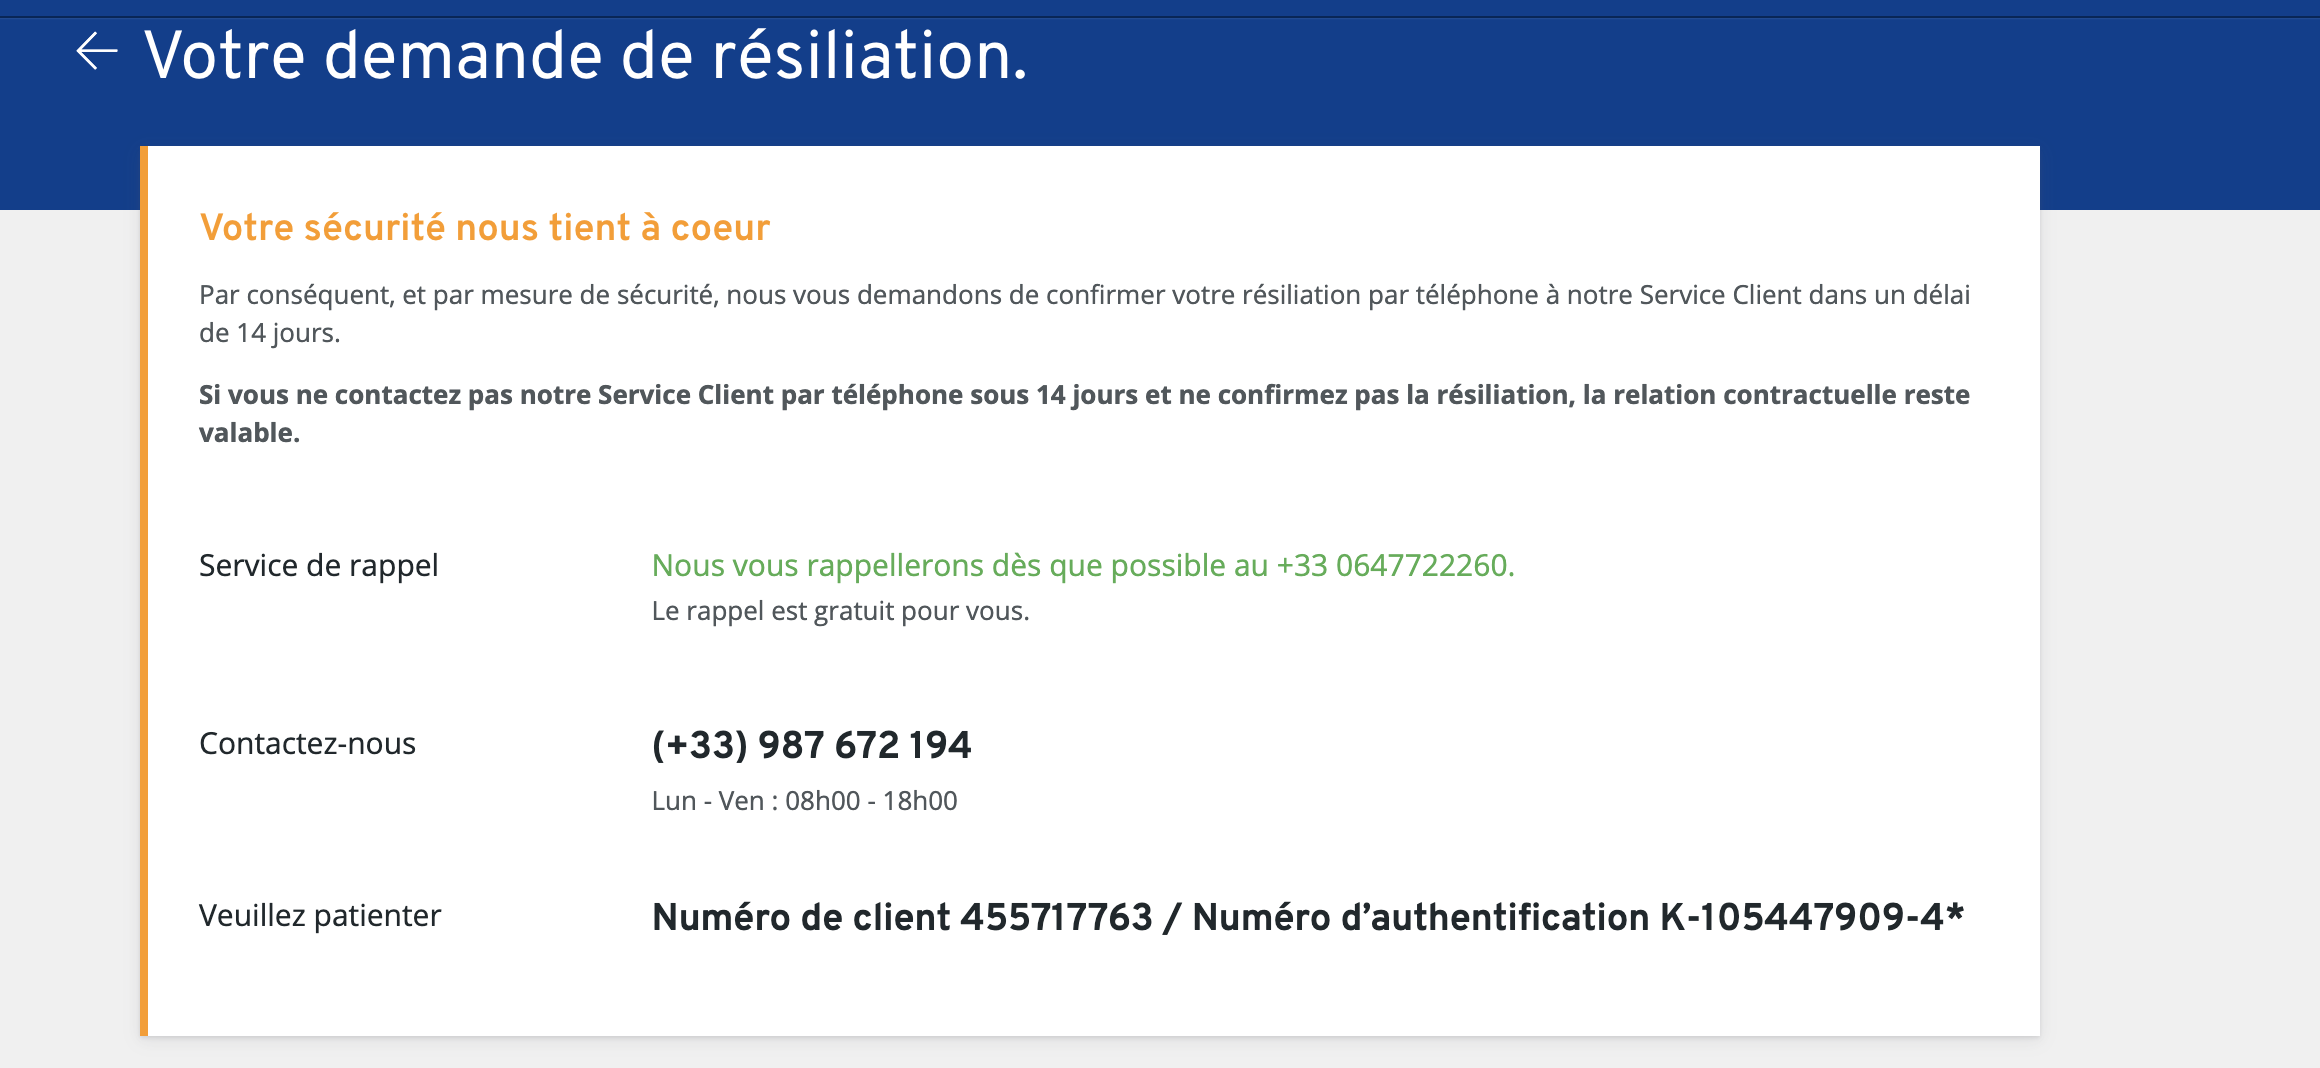 Votre demande de résiliation.
Votre sécurité nous tient à coeur
Par conséquent, et par mesure de sécurité, nous vous demandons de confirmer votre résiliation par téléphone à notre Service Client dans un délai
de 14 jours.
Si vous ne contactez pas notre Service Client par téléphone sous 14 jours et ne confirmez pas la résiliation, la relation contractuelle reste
valable.
Service de rappel
Nous vous rappellerons dès que possible au +33 0647722260.
Le rappel est gratuit pour vous.
Contactez-nous
(+33) 987 672 194
Lun - Ven : 08h00 - 18h00
Veuillez patienter
Numéro de client 455717763 / Numéro d’authentification K-105447909-4*